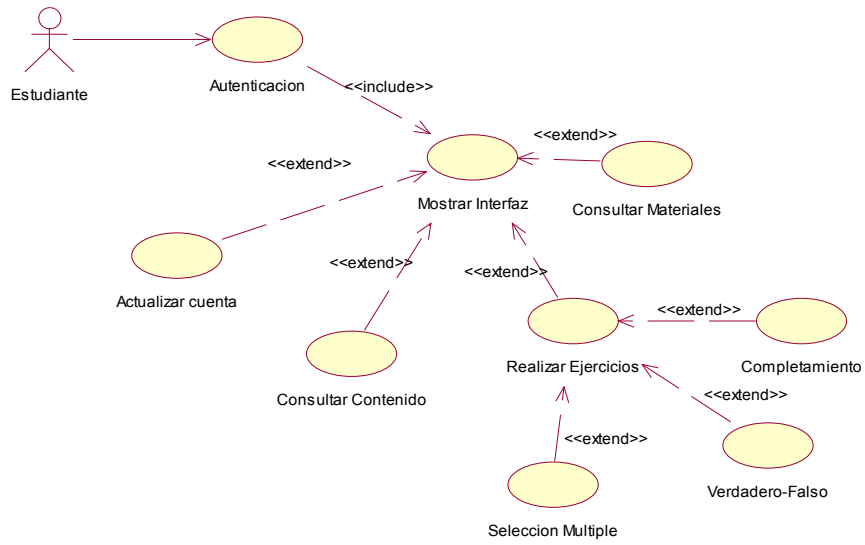 Estudiante
Autenticacion
<<include>>
<<extend>>
Consultar Materiales
Mostrar Interfaz
<<extend>>
Actualizar cuenta
<<extend>>
Consultar Contenido
<<extend>>
Realizar Ejercicios
<<extend>>
Completamiento
<<extend>>
Verdadero-Falso
<<extend>>
Seleccion Multiple